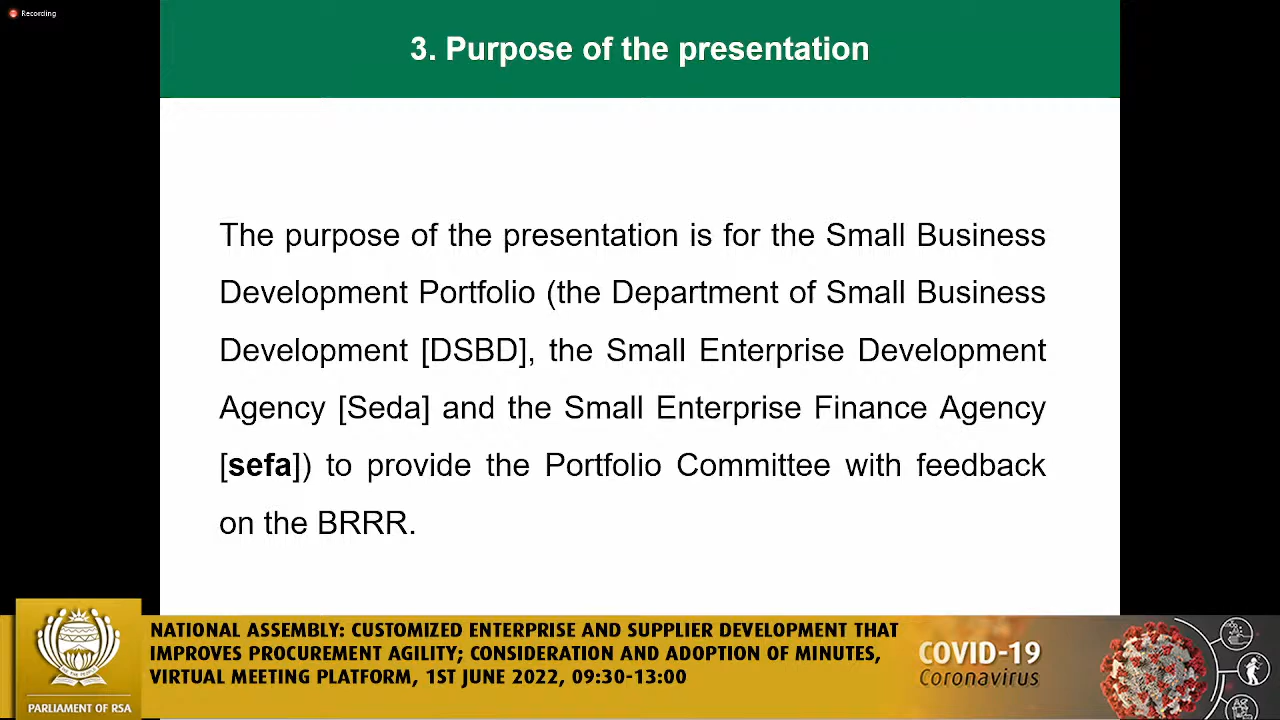 Recording
3. Purpose of the presentation
The purpose of the presentation is for the Small Business
Development Portfolio (the Department of Small Business
Development [DSBD], the Small Enterprise Development
Agency [Seda] and the Small Enterprise Finance Agency
[sefa]) to provide the Portfolio Committee with feedback
on the BRRR.
NATIONAL ASSEMBLY: CUSTOMIZED ENTERPRISE AND SUPPLIER DEVELOPMENT THAT
IMPROVES PROCUREMENT AGILITY; CONSIDERATION AND ADOPTION OF MINUTES,
VIRTUAL MEETING PLATFORM, 1ST JUNE 2022, 09:30-13:00
PARLIAMENT OF RSA
COVID-19
Coronavirus